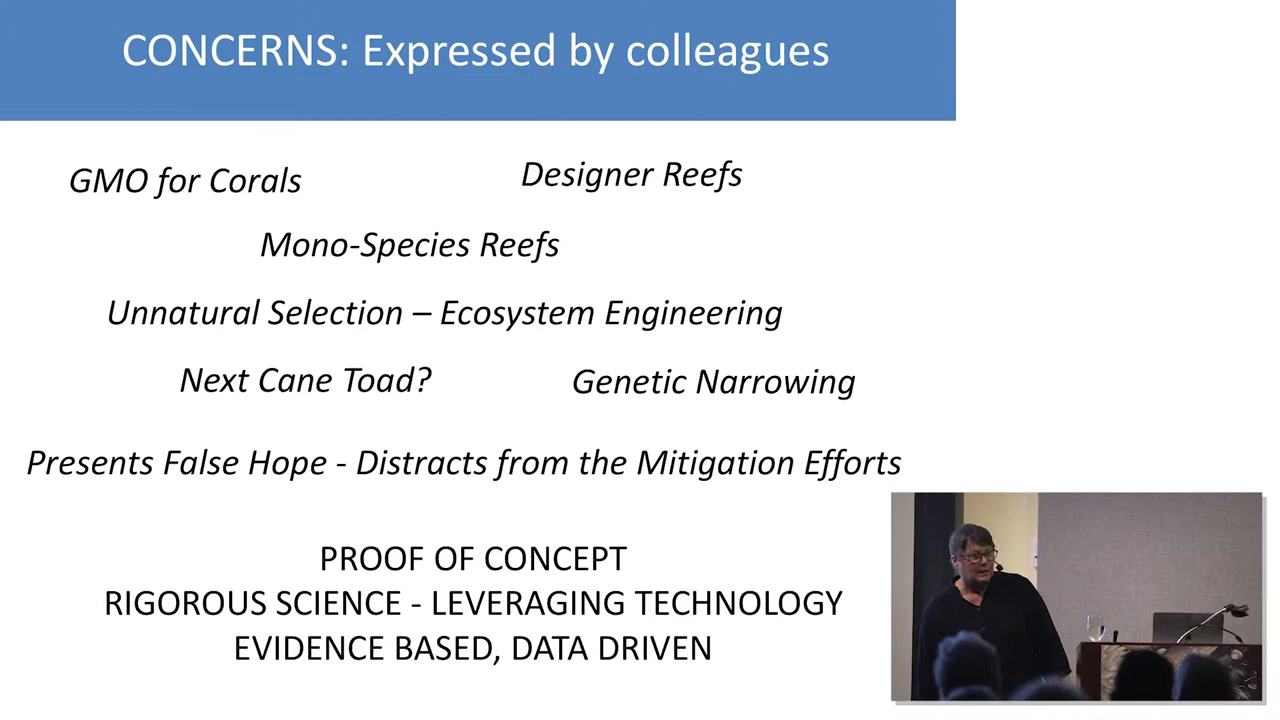 CONCERNS: Expressed by colleagues
GMO for Corals
Designer Reefs
Mono-Species Reefs
Unnatural Selection – Ecosystem Engineering
Next Cane Toad?
Genetic Narrowing
Presents False Hope - Distracts from the Mitigation Efforts
PROOF OF CONCEPT
RIGOROUS SCIENCE - LEVERAGING TECHNOLOGY
EVIDENCE BASED, DATA DRIVEN